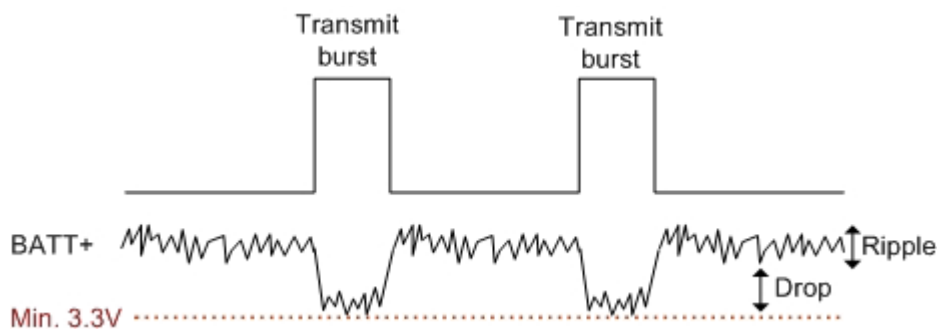 Transmit
burst
Transmit
burst
BATT+
Ripple
Drop
Min. 3.3V